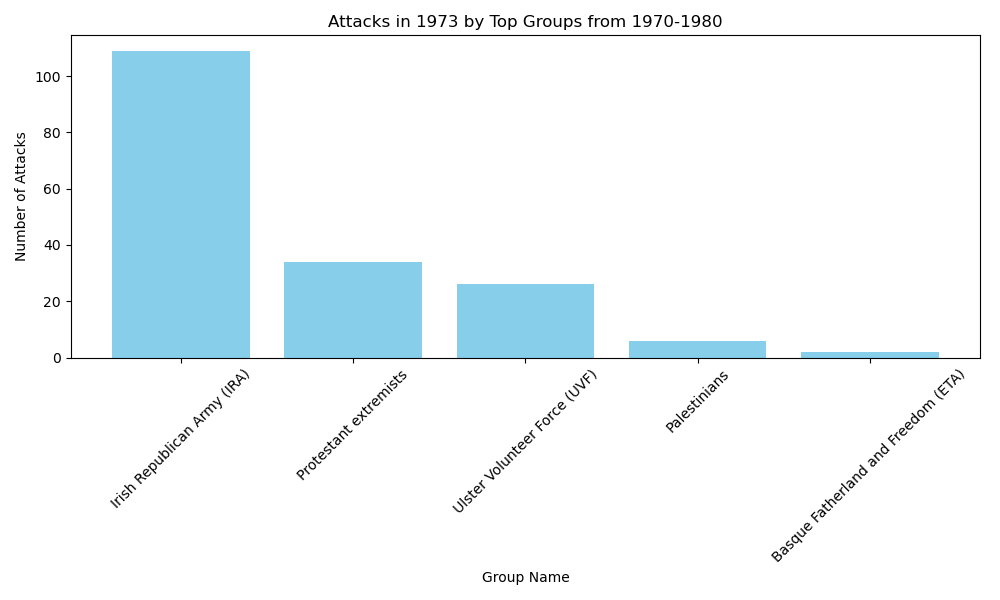 Attacks in 1973 by Top Groups from 1970-1980
Number of Attacks
100
80
60
40
20
0
Irish Republican Army (IRA)
Protestant extremists
Ulster Volunteer Force (UVF)
Palestinians
Basque Fatherland and Freedom (ETA)
Group Name